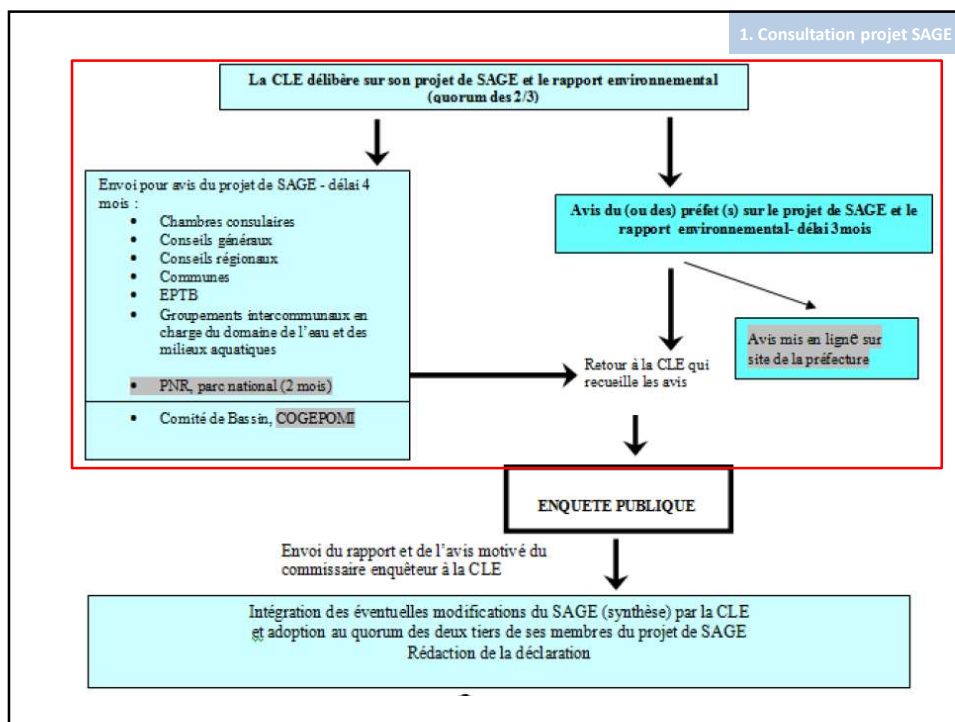 1. Consultation projet SAGE
La CLE délibère sur son projet de SAGE et le rapport environnemental
(quorum des 2/3)
Envoi pour avis du projet de SAGE - délai 4
mois :
• Chambres consulaires
• Conseils généraux
• Conseils régionaux
• Communes
• EPTB
• Groupements intercommunaux en
charge du domaine de l'eau et des
milieux aquatiques
• PNR, parc national (2 mois)
• Comité de Bassin, COGEPOMI
Avis du (ou des) préfet (s) sur le projet de SAGE et le
rapport environnemental- délai 3mois
Avis mis en ligne sur
site de la préfecture
Retour à la CLE qui
recueille les avis
ENQUETE PUBLIQUE
Envoi du rapport et de l'avis motivé du
commissaire enquêteur à la CLE
Intégration des éventuelles modifications du SAGE (synthèse) par la CLE
et adoption au quorum des deux tiers de ses membres du projet de SAGE
Rédaction de la déclaration